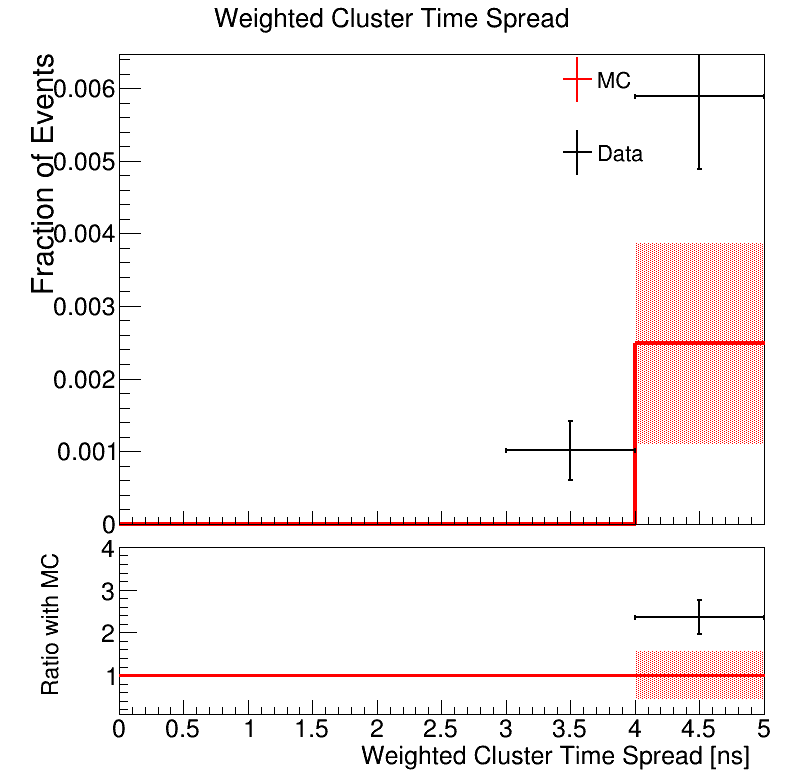 Weighted Cluster Time Spread
Fraction of Events
0.006
0.005
0.004
0.003
0.002
0.001
0
MC
Data
Ratio with MC
4
3
2
1
0 0.5 1 1.5 2 2.5 3 3.5 4 4.5 5
Weighted Cluster Time Spread [ns]